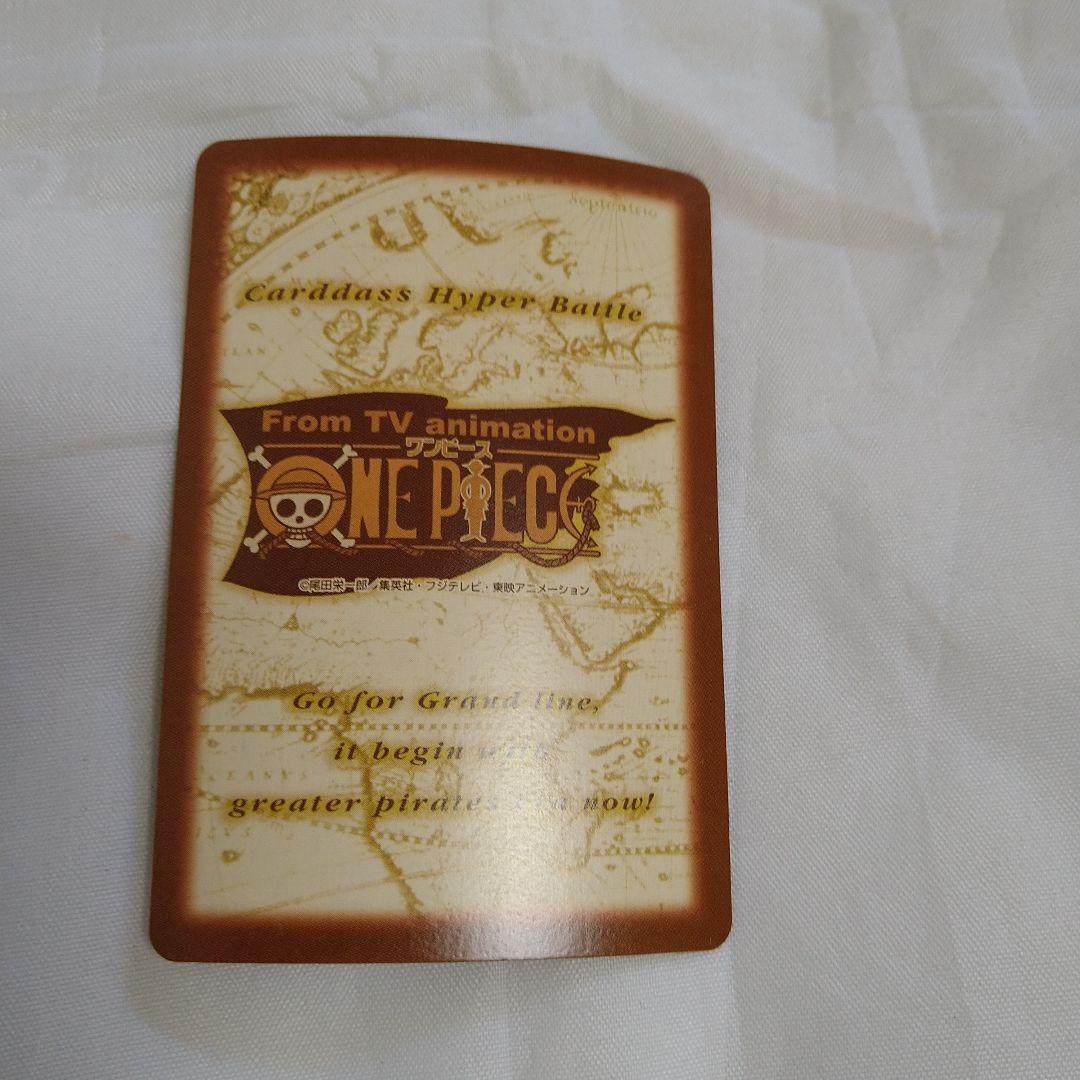 Septentrio
Carddass Hyper Battle
From TV animation
ワンピース
ONE PIECE
©尾田栄一郎/集英社・フジテレビ・東映アニメーション
Go for Grand line,
it begin with
greater pirates now!